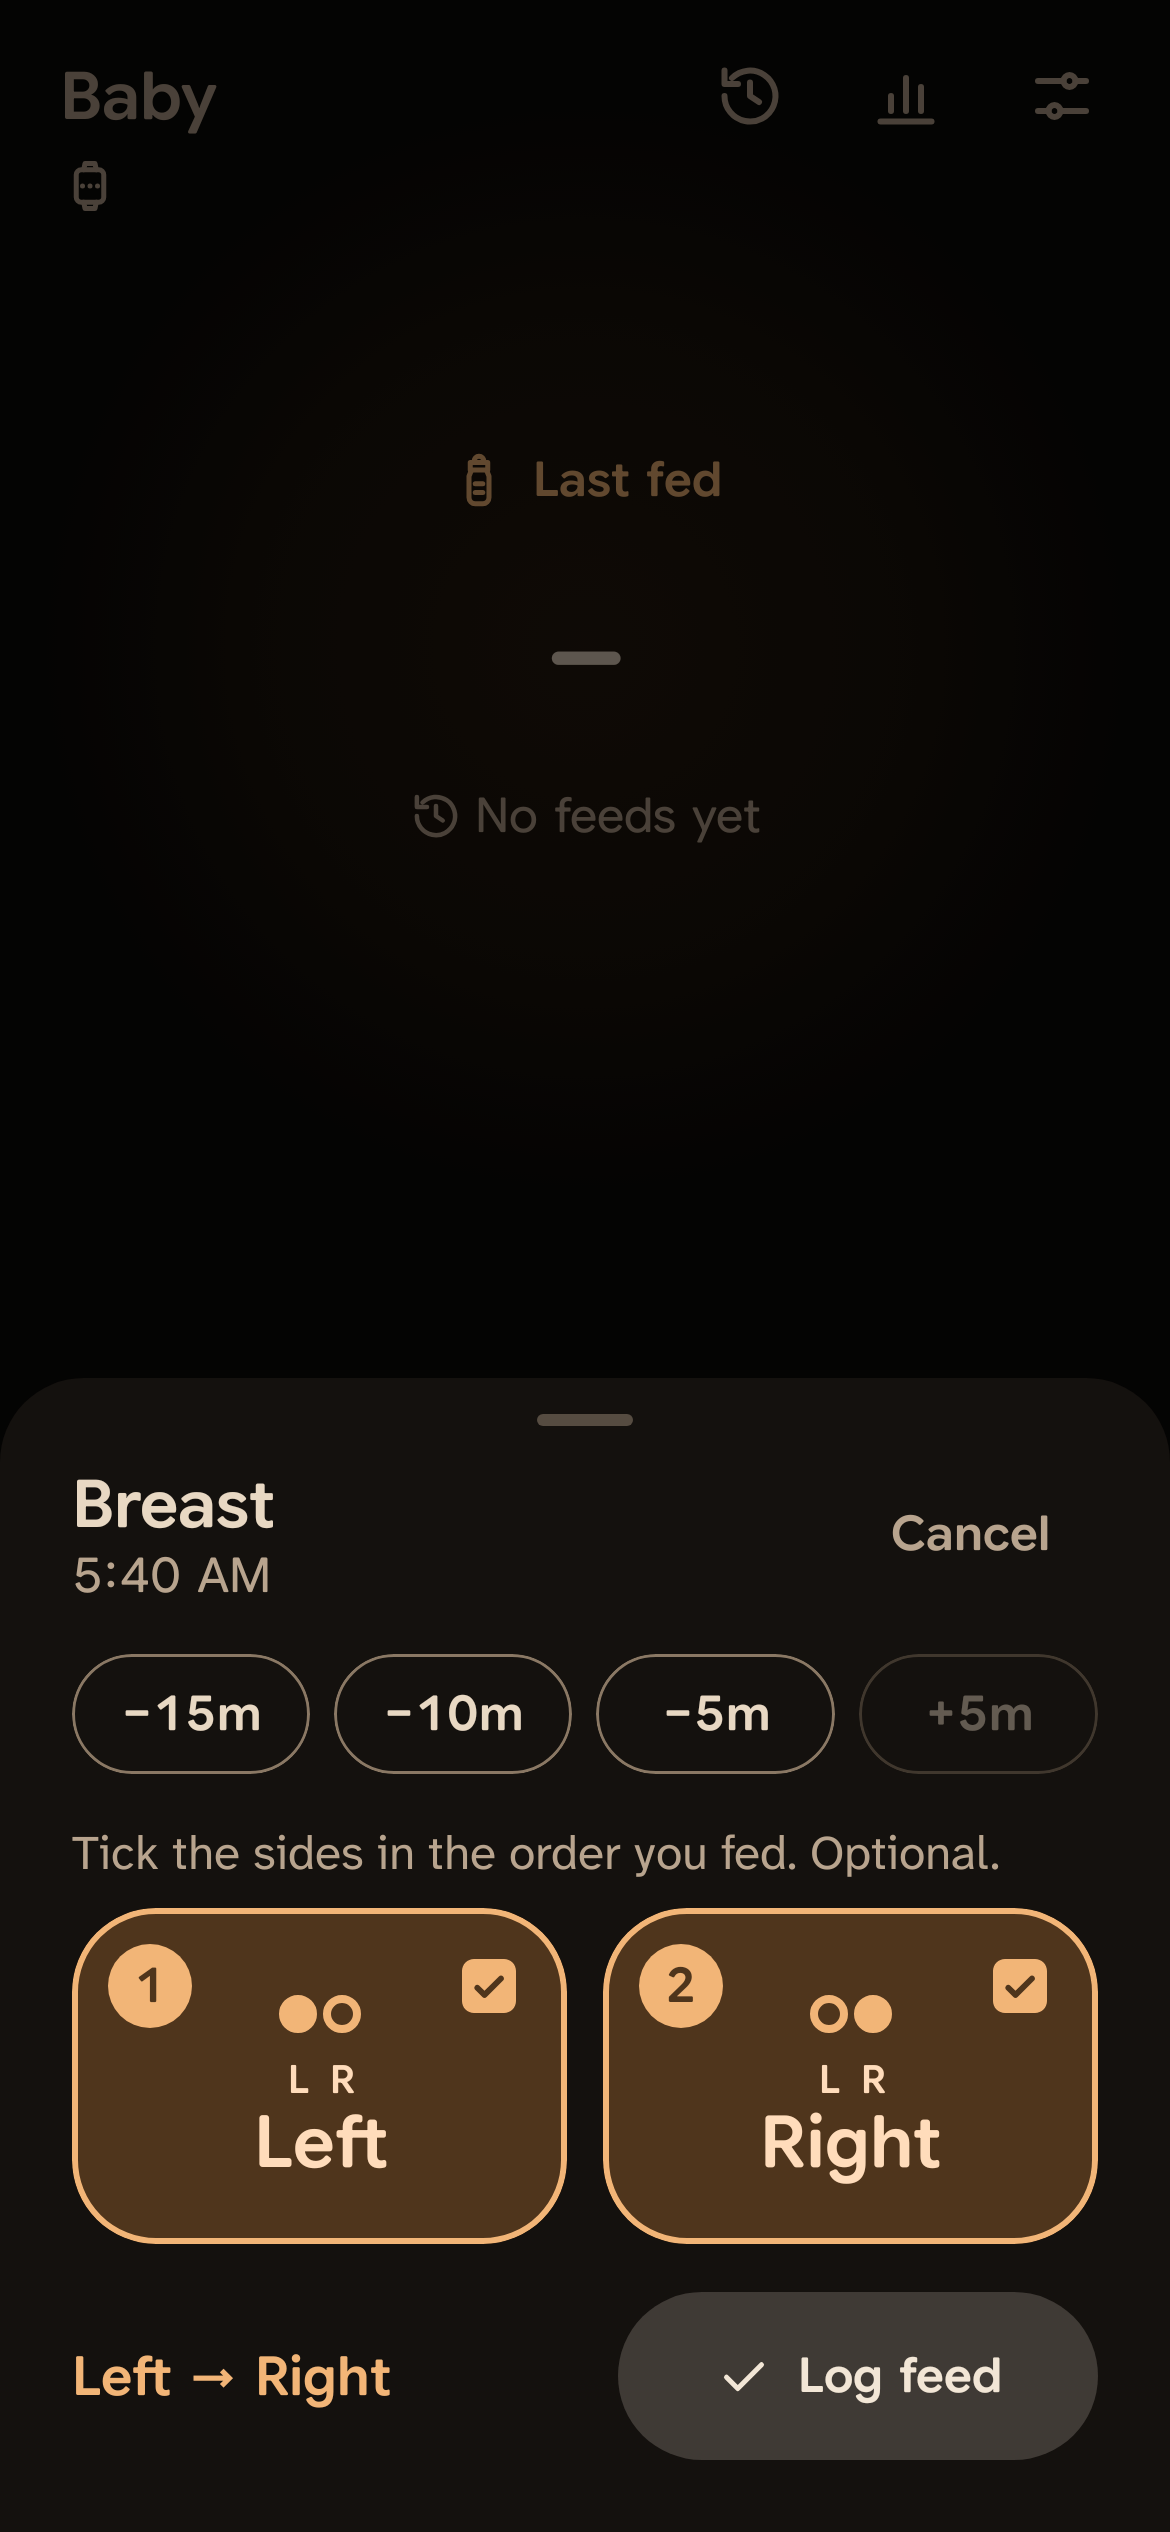 Baby
Last fed
–
No feeds yet
Breast
Cancel
5:40 AM
−15m −10m −5m +5m
Tick the sides in the order you fed. Optional.
1 2
L R L R
Left Right
Left → Right
Log feed